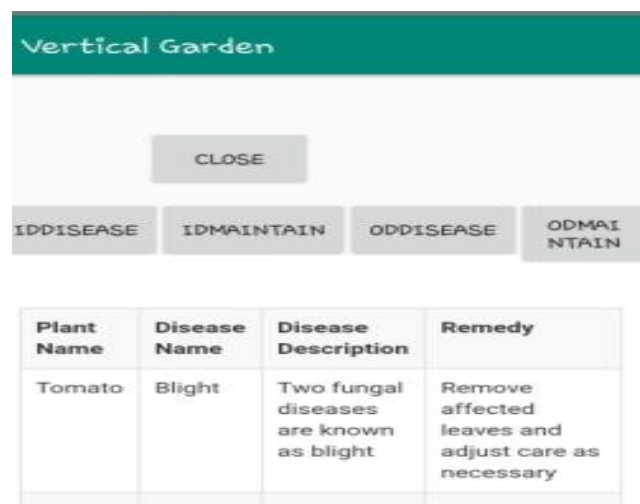 Vertical Garden
CLOSE
IDDISEASE IDMAINTAIN ODDISEASE ODMAI
NTAIN
Plant Disease Disease Remedy
Name Name Description
Tomato Blight Two fungal Remove
diseases affected
are known leaves and
as blight adjust care as
necessary